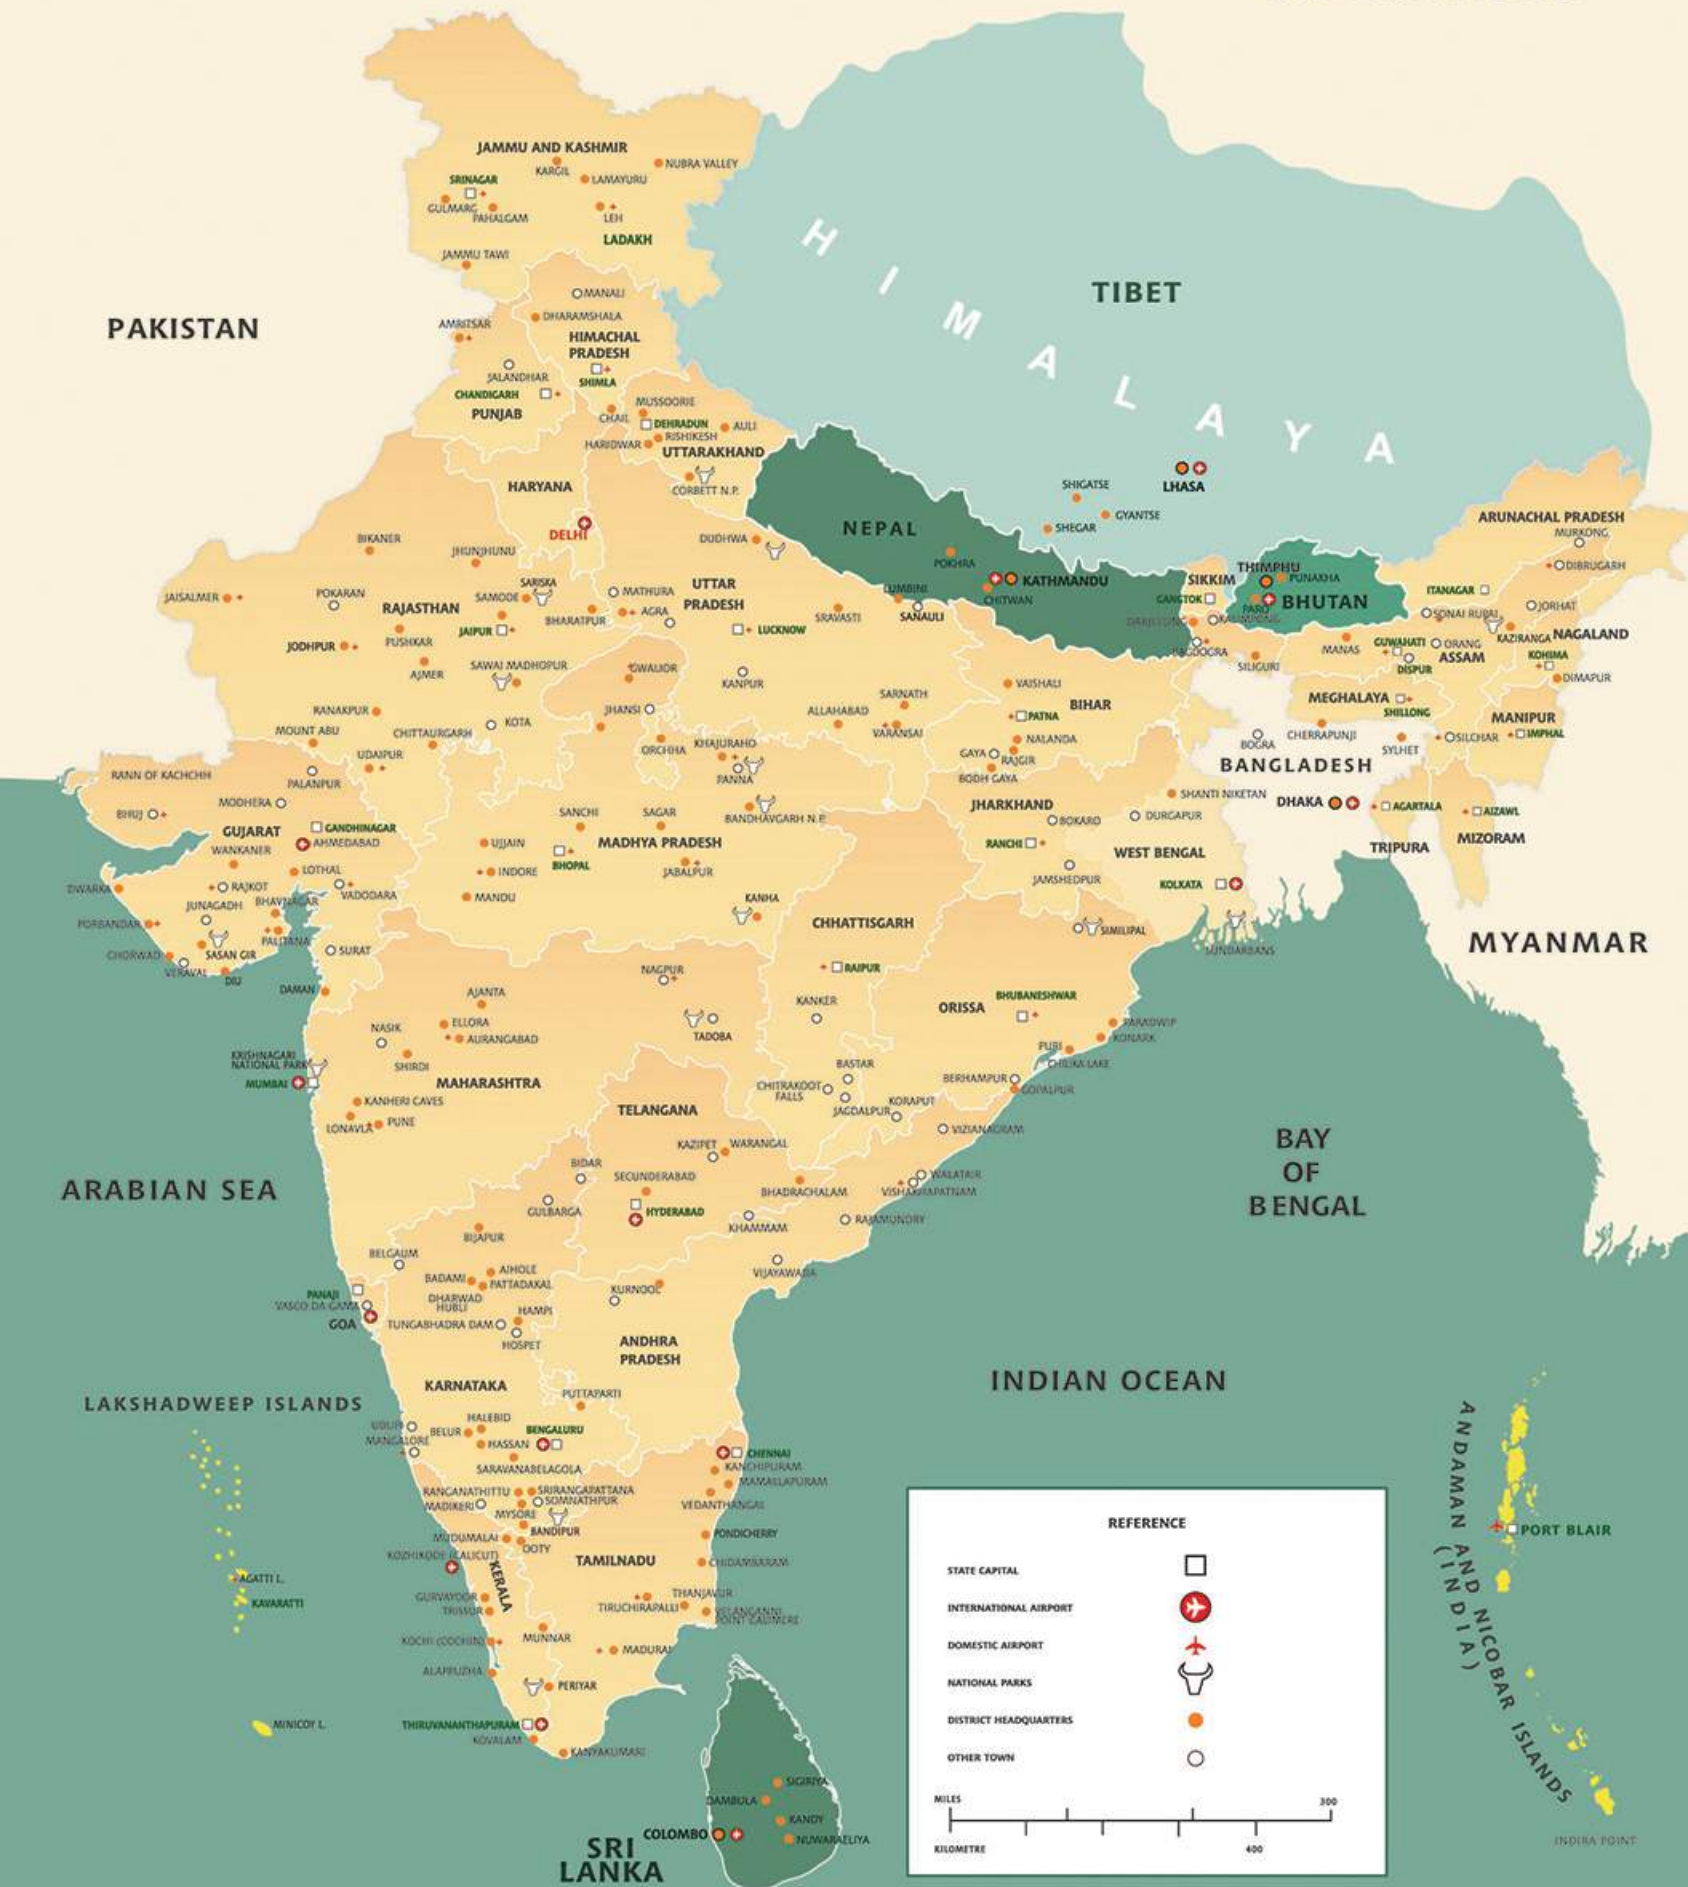 JAMMU AND KASHMIR
KARGIL
NUBRA VALLEY
LAMAYURU
SRINAGAR
GULMARG
PAHALGAM
LEH
LADAKH
JAMMU TAWI
HIMALAYA
TIBET
PAKISTAN
MANALI
DHARAMSHALA
AMRITSAR
HIMACHAL
PRADESH
SHIMLA
JALANDHAR
CHANDIGARH
PUNJAB
MUSSOORIE
CHAIL
DEHRADUN
AULI
RISHIKESH
HARIDWAR
UTTARAKHAND
CORBETT N.P.
HARYANA
DELHI
LHASA
SHIGATSE
GYANTSE
SHEGAR
NEPAL
POKHRA
KATHMANDU
CHITWAN
LUMBINI
SANAULI
SIKKIM
GANGTOK
DARJILLING
KALIMPONG
BAGDOGRA
SILIGURI
THIMPHU
PUNAKHA
PARO
BHUTAN
ARUNACHAL PRADESH
MURKONG
DIBRUGARH
ITANAGAR
SONAI RUPAI
JORHAT
KAZIRANGA
NAGALAND
MANAS
GUWAHATI
ORANG
ASSAM
DISPUR
KOHIMA
DIMAPUR
MEGHALAYA
SHILLONG
MANIPUR
IMPHAL
CHERRAPUNJI
SYLHET
SILCHAR
BOGRA
BANGLADESH
DHAKA
AGARTALA
TRIPURA
AIZAWL
MIZORAM
MYANMAR
BIKANER
JHUNJHUNU
JAISALMER
POKARAN
RAJASTHAN
SAMODE
SARISKA
JAIPUR
BHARATPUR
JODHPUR
PUSHKAR
AJMER
SAWAI MADHOPUR
RANAKPUR
MOUNT ABU
CHITTAURGARH
KOTA
UDAIPUR
DUDHWA
MATHURA
AGRA
UTTAR
PRADESH
LUCKNOW
SRAVASTI
KANPUR
GWALIOR
JHANSI
ALLAHABAD
SARNATH
VARANSAI
ORCHHA
KHAJURAHO
PANNA
BANDHAVGARH N.P.
VAISHALI
BIHAR
PATNA
NALANDA
GAYA
RAJGIR
BODH GAYA
JHARKHAND
BOKARO
RANCHI
JAMSHEDPUR
SHANTI NIKETAN
DURGAPUR
WEST BENGAL
KOLKATA
SUNDARBANS
RANN OF KACHCHH
PALANPUR
MODHERA
BHUJ
GUJARAT
GANDHINAGAR
AHMEDABAD
WANKANER
LOTHAL
DWARKA
RAJKOT
VADODARA
JUNAGADH
BHAVNAGAR
PORBANDAR
PALITANA
CHORWAD
SASAN GIR
VERAVAL
DIU
SURAT
DAMAN
SANCHI
SAGAR
UJJAIN
MADHYA PRADESH
BHOPAL
INDORE
JABALPUR
MANDU
KANHA
CHHATTISGARH
RAIPUR
KANKER
BASTAR
CHITRAKOOT
FALLS
JAGDALPUR
SIMILIPAL
ORISSA
BHUBANESHWAR
PARADWIP
KONARK
PURI
CHILIKA LAKE
BERHAMPUR
GOPALPUR
KORAPUT
VIZIANAGRAM
NAGPUR
TADOBA
AJANTA
ELLORA
AURANGABAD
NASIK
SHIRDI
KRISHNAGARI
NATIONAL PARK
MUMBAI
MAHARASHTRA
KANHERI CAVES
LONAVLA
PUNE
TELANGANA
KAZIPET
WARANGAL
BIDAR
SECUNDERABAD
BHADRACHALAM
WALATAIR
VISHAKHAPATNAM
GULBARGA
HYDERABAD
KHAMMAM
RAJAMUNDRY
VIJAYAWADA
ARABIAN SEA
BAY
OF
BENGAL
BIJAPUR
BELGAUM
AIHOLE
BADAMI
PATTADAKAL
PANAJI
VASCO DA GAMA
GOA
DHARWAD
HUBLI
HAMPI
TUNGABHADRA DAM
HOSPET
KURNOOL
ANDHRA
PRADESH
KARNATAKA
PUTTAPARTI
INDIAN OCEAN
LAKSHADWEEP ISLANDS
UDUPI
HALEBID
BELUR
BENGALURU
MANGALORE
HASSAN
SARAVANABELAGOLA
CHENNAI
KANCHIPURAM
MAMALLAPURAM
VEDANTHANGAL
RANGANATHITTU
SRIRANGAPATTANA
MADIKERI
SOMNATHPUR
MYSORE
BANDIPUR
MUDUMALAI
OOTY
PONDICHERRY
KOZHIKODE (CALICUT)
KERALA
TAMILNADU
CHIDAMBARAM
GURVAYOOR
TRISSUR
THANJAVUR
TIRUCHIRAPALLI
VELANGANNI
POINT CALIMERE
KOCHI (COCHIN)
MUNNAR
MADURAI
ALAPPUZHA
PERIYAR
THIRUVANANTHAPURAM
KOVALAM
KANYAKUMARI
AGATTI L.
KAVARATTI
MINICOY L.
SIGIRIYA
DAMBULA
KANDY
COLOMBO
NUWARAELIYA
SRI
LANKA
ANDAMAN AND NICOBAR ISLANDS
(INDIA)
PORT BLAIR
INDIRA POINT
REFERENCE
STATE CAPITAL
INTERNATIONAL AIRPORT
DOMESTIC AIRPORT
NATIONAL PARKS
DISTRICT HEADQUARTERS
OTHER TOWN
MILES
300
KILOMETRE
400